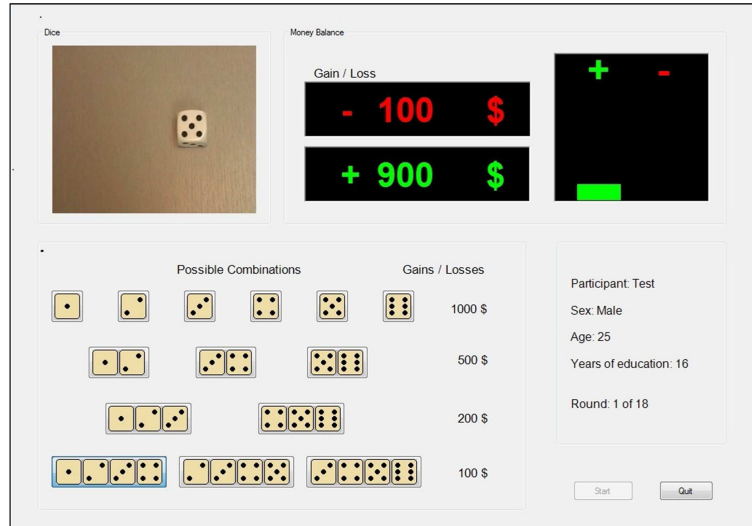 Dice
Money Balance
Gain / Loss
- 100 $
+ 900 $
+ -
Possible Combinations
Gains / Losses
1000 $
500 $
200 $
100 $
Participant: Test
Sex: Male
Age: 25
Years of education: 16
Round: 1 of 18
Start
Quit